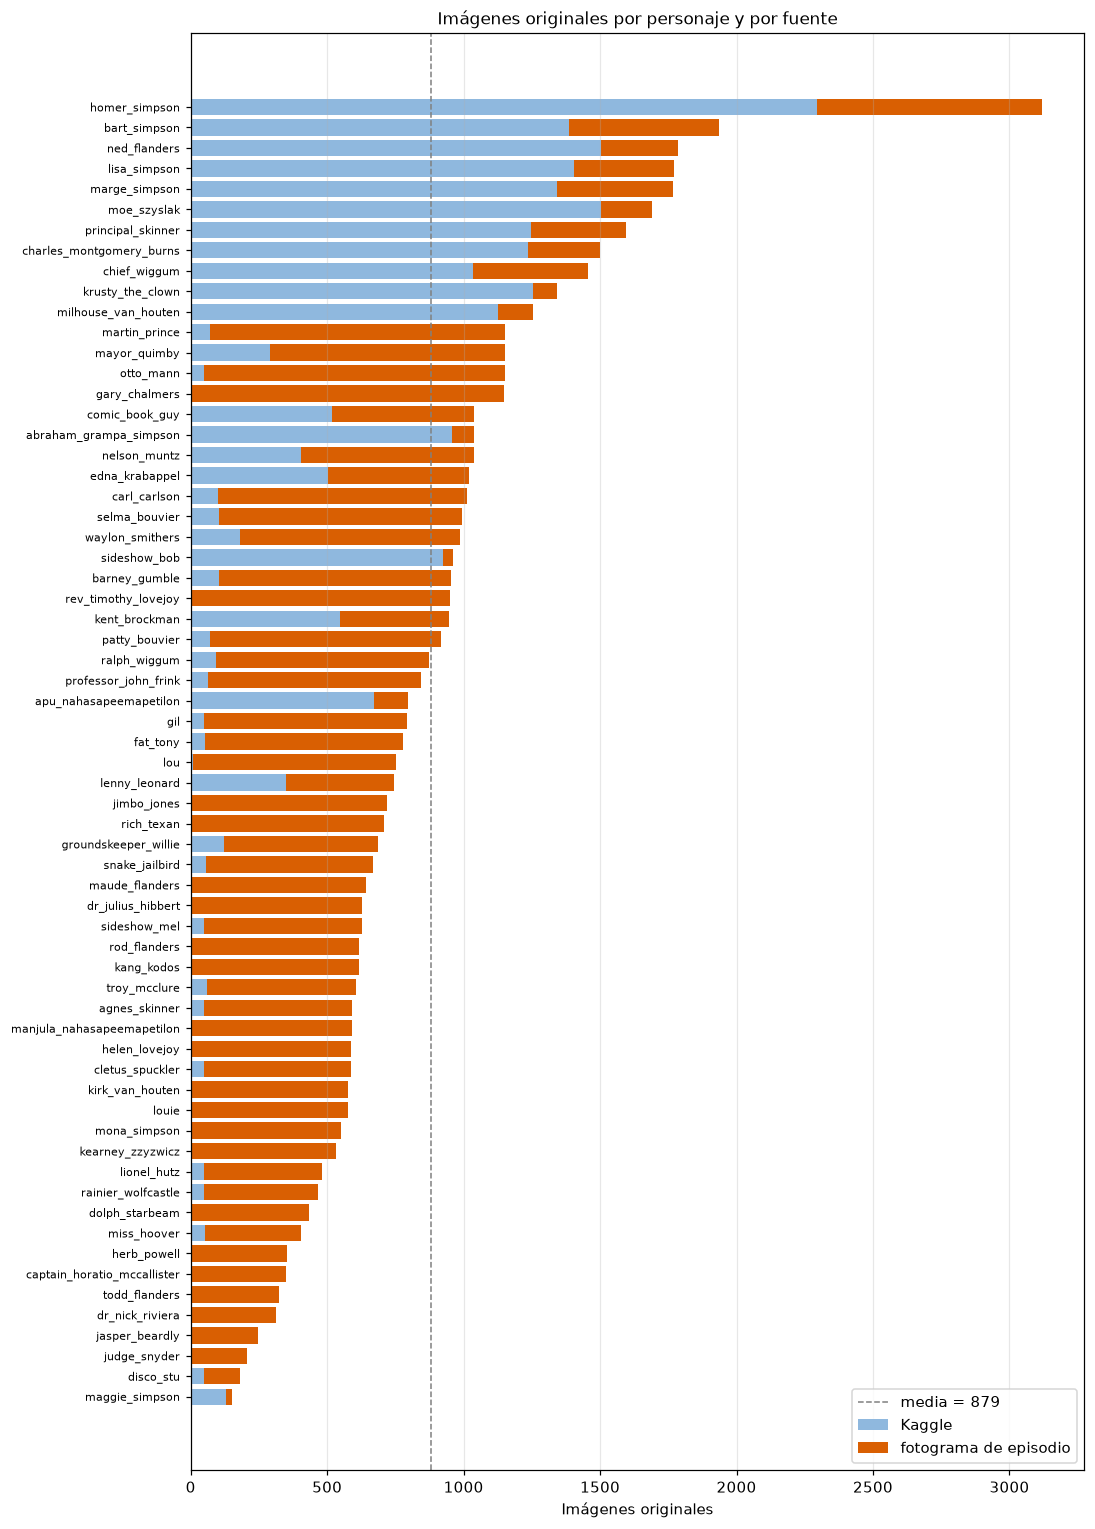 Imágenes originales por personaje y por fuente
homer_simpson
bart_simpson
ned_flanders
lisa_simpson
marge_simpson
moe_szyslak
principal_skinner
charles_montgomery_burns
chief_wiggum
krusty_the_clown
milhouse_van_houten
martin_prince
mayor_quimby
otto_mann
gary_chalmers
comic_book_guy
abraham_grampa_simpson
nelson_muntz
edna_krabappel
carl_carlson
selma_bouvier
waylon_smithers
sideshow_bob
barney_gumble
rev_timothy_lovejoy
kent_brockman
patty_bouvier
ralph_wiggum
professor_john_frink
apu_nahasapeemapetilon
gil
fat_tony
lou
lenny_leonard
jimbo_jones
rich_texan
groundskeeper_willie
snake_jailbird
maude_flanders
dr_julius_hibbert
sideshow_mel
rod_flanders
kang_kodos
troy_mcclure
agnes_skinner
manjula_nahasapeemapetilon
helen_lovejoy
cletus_spuckler
kirk_van_houten
louie
mona_simpson
kearney_zzyzwicz
lionel_hutz
rainier_wolfcastle
dolph_starbeam
miss_hoover
herb_powell
captain_horatio_mccallister
todd_flanders
dr_nick_riviera
jasper_beardly
judge_snyder
disco_stu
maggie_simpson
media = 879
Kaggle
fotograma de episodio
0 500 1000 1500 2000 2500 3000
Imágenes originales